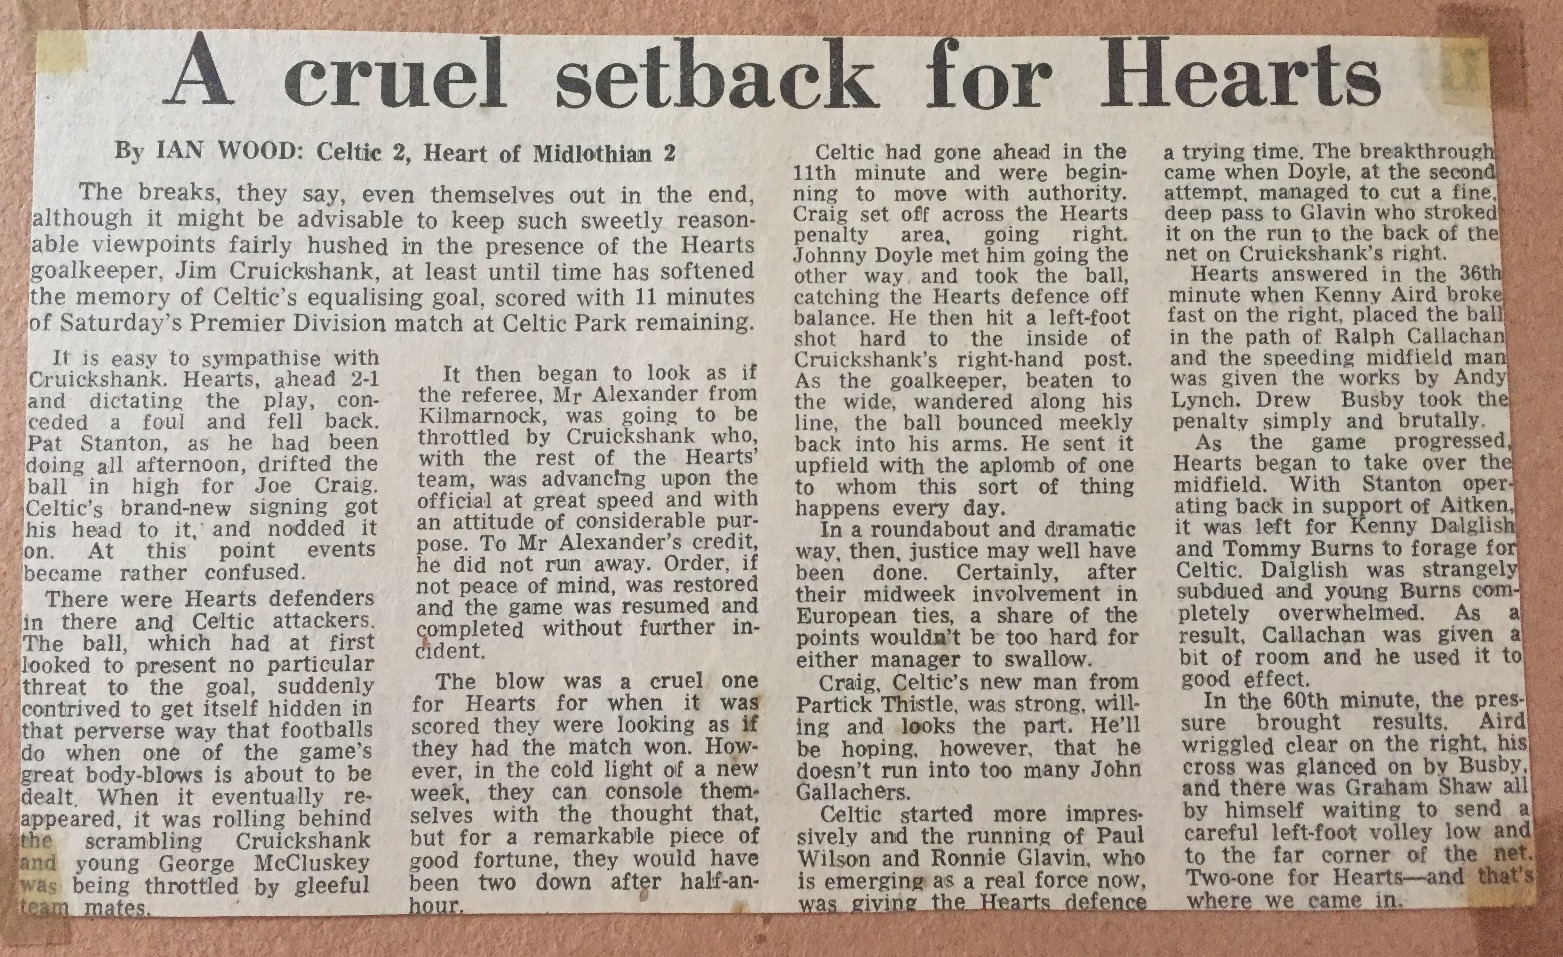 A cruel setback for Hearts
By IAN WOOD: Celtic 2, Heart of Midlothian 2
The breaks, they say, even themselves out in the end,
although it might be advisable to keep such sweetly reason-
able viewpoints fairly hushed in the presence of the Hearts
goalkeeper, Jim Cruickshank, at least until time has softened
the memory of Celtic's equalising goal, scored with 11 minutes
of Saturday's Premier Division match at Celtic Park remaining.
It is easy to sympathise with
Cruickshank. Hearts, ahead 2-1
and dictating the play, con-
ceded a foul and fell back.
Pat Stanton, as he had been
doing all afternoon, drifted the
ball in high for Joe Craig.
Celtic's brand-new signing got
his head to it, and nodded it
on. At this point events
became rather confused.
There were Hearts defenders
in there and Celtic attackers.
The ball, which had at first
looked to present no particular
threat to the goal, suddenly
contrived to get itself hidden in
that perverse way that footballs
do when one of the game's
great body-blows is about to be
dealt. When it eventually re-
appeared, it was rolling behind
the scrambling Cruickshank
and young George McCluskey
was being throttled by gleeful
team mates.
It then began to look as if
the referee, Mr Alexander from
Kilmarnock, was going to be
throttled by Cruickshank who,
with the rest of the Hearts'
team, was advancing upon the
official at great speed and with
an attitude of considerable pur-
pose. To Mr Alexander's credit,
he did not run away. Order, if
not peace of mind, was restored
and the game was resumed and
completed without further in-
cident.
The blow was a cruel one
for Hearts for when it was
scored they were looking as if
they had the match won. How-
ever, in the cold light of a new
week, they can console them-
selves with the thought that,
but for a remarkable piece of
good fortune, they would have
been two down after half-an-
hour.
Celtic had gone ahead in the
11th minute and were begin-
ning to move with authority.
Craig set off across the Hearts
penalty area, going right.
Johnny Doyle met him going the
other way and took the ball,
catching the Hearts defence off
balance. He then hit a left-foot
shot hard to the inside of
Cruickshank's right-hand post.
As the goalkeeper, beaten to
the wide, wandered along his
line, the ball bounced meekly
back into his arms. He sent it
upfield with the aplomb of one
to whom this sort of thing
happens every day.
In a roundabout and dramatic
way, then, justice may well have
been done. Certainly, after
their midweek involvement in
European ties, a share of the
points wouldn't be too hard for
either manager to swallow.
Craig, Celtic's new man from
Partick Thistle, was strong, will-
ing and looks the part. He'll
be hoping, however, that he
doesn't run into too many John
Gallachers.
Celtic started more impres-
sively and the running of Paul
Wilson and Ronnie Glavin, who
is emerging as a real force now,
was giving the Hearts defence
a trying time. The breakthrough
came when Doyle, at the second
attempt, managed to cut a fine,
deep pass to Glavin who stroked
it on the run to the back of the
net on Cruickshank's right.
Hearts answered in the 36th
minute when Kenny Aird broke
fast on the right, placed the ball
in the path of Ralph Callachan
and the speeding midfield man
was given the works by Andy
Lynch. Drew Busby took the
penalty simply and brutally.
As the game progressed,
Hearts began to take over the
midfield. With Stanton oper-
ating back in support of Aitken,
it was left for Kenny Dalglish
and Tommy Burns to forage for
Celtic. Dalglish was strangely
subdued and young Burns com-
pletely overwhelmed. As a
result, Callachan was given a
bit of room and he used it to
good effect.
In the 60th minute, the pres-
sure brought results. Aird
wriggled clear on the right, his
cross was glanced on by Busby,
and there was Graham Shaw all
by himself waiting to send a
careful left-foot volley low and
to the far corner of the net.
Two-one for Hearts—and that's
where we came in.